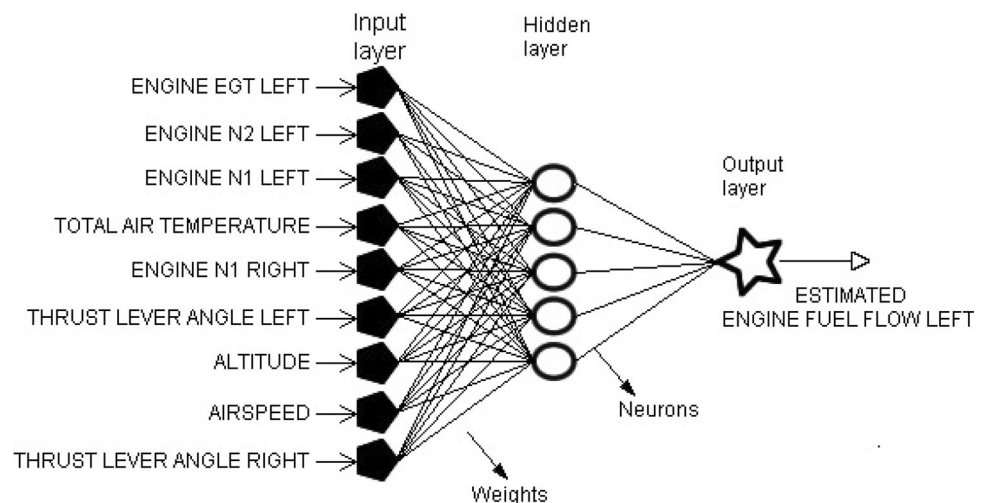 Input
layer
Hidden
layer
ENGINE EGT LEFT
ENGINE N2 LEFT
ENGINE N1 LEFT
TOTAL AIR TEMPERATURE
ENGINE N1 RIGHT
THRUST LEVER ANGLE LEFT
ALTITUDE
AIRSPEED
THRUST LEVER ANGLE RIGHT
Output
layer
ESTIMATED
ENGINE FUEL FLOW LEFT
Neurons
Weights